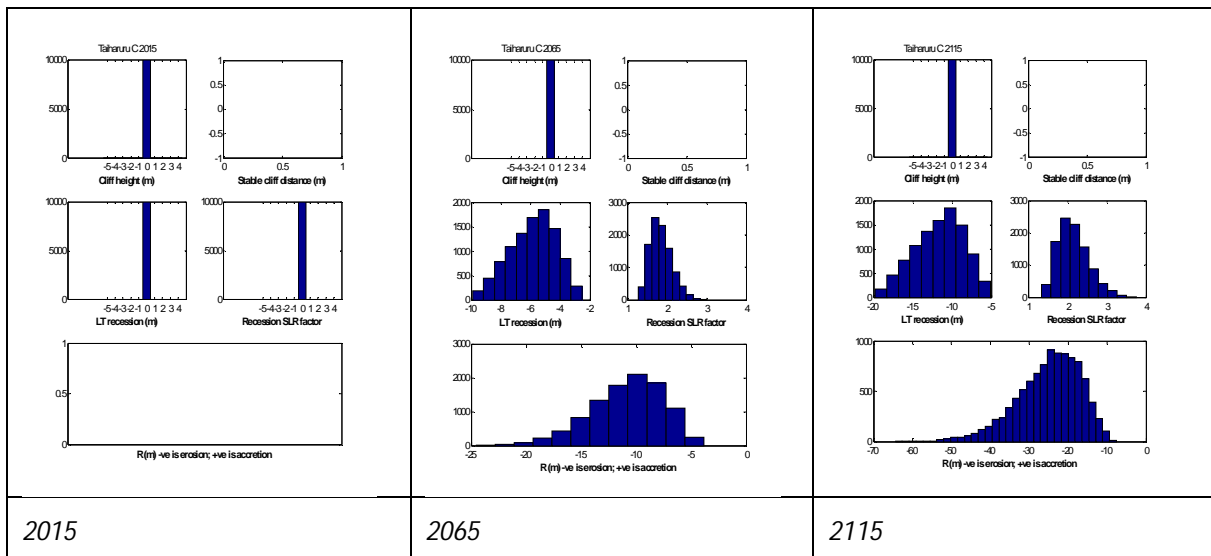 Taiharuru C 2015
10000
5000
0
-5-4-3-2-1 0 1 2 3 4
Cliff height (m)
1
0.5
0
-0.5
-1
0 0.5 1
Stable cliff distance (m)
10000
5000
0
-5-4-3-2-1 0 1 2 3 4
LT recession (m)
10000
5000
0
-5-4-3-2-1 0 1 2 3 4
Recession SLR factor
1
0.5
0
R(m) -ve is erosion; +ve is accretion
2015
Taiharuru C 2065
10000
5000
0
-5-4-3-2-1 0 1 2 3 4
Cliff height (m)
1
0.5
0
-0.5
-1
0 0.5 1
Stable cliff distance (m)
2000
1500
1000
500
0
-10 -8 -6 -4 -2
LT recession (m)
3000
2000
1000
0
1 2 3 4
Recession SLR factor
3000
2000
1000
0
-25 -20 -15 -10 -5 0
R(m) -ve is erosion; +ve is accretion
2065
Taiharuru C 2115
10000
5000
0
-5-4-3-2-1 0 1 2 3 4
Cliff height (m)
1
0.5
0
-0.5
-1
0 0.5 1
Stable cliff distance (m)
2000
1500
1000
500
0
-20 -15 -10 -5
LT recession (m)
3000
2000
1000
0
1 2 3 4
Recession SLR factor
1000
500
0
-70 -60 -50 -40 -30 -20 -10 0
R(m) -ve is erosion; +ve is accretion
2115